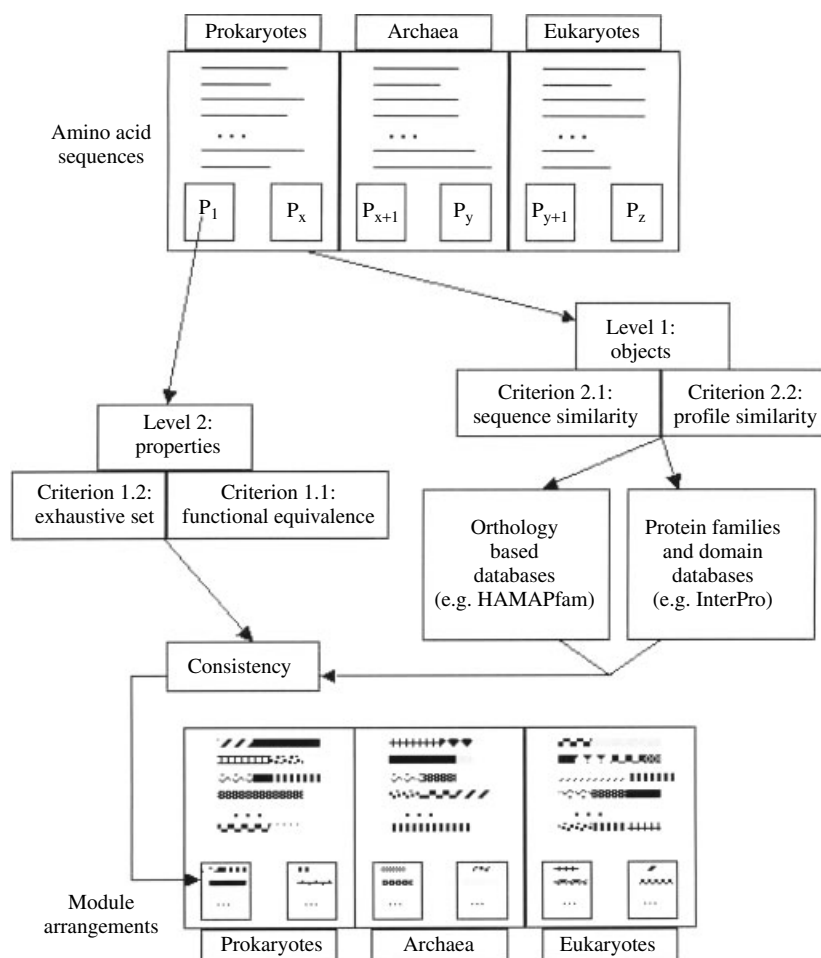 Prokaryotes
Archaea
Eukaryotes
Amino acid
sequences
P1
Px
Px+1
Py
Py+1
Pz
Level 1:
objects
Criterion 2.1:
sequence similarity
Criterion 2.2:
profile similarity
Level 2:
properties
Criterion 1.2:
exhaustive set
Criterion 1.1:
functional equivalence
Orthology
based
databases
(e.g. HAMAPfam)
Protein families
and domain
databases
(e.g. InterPro)
Consistency
Module
arrangements
Prokaryotes
Archaea
Eukaryotes